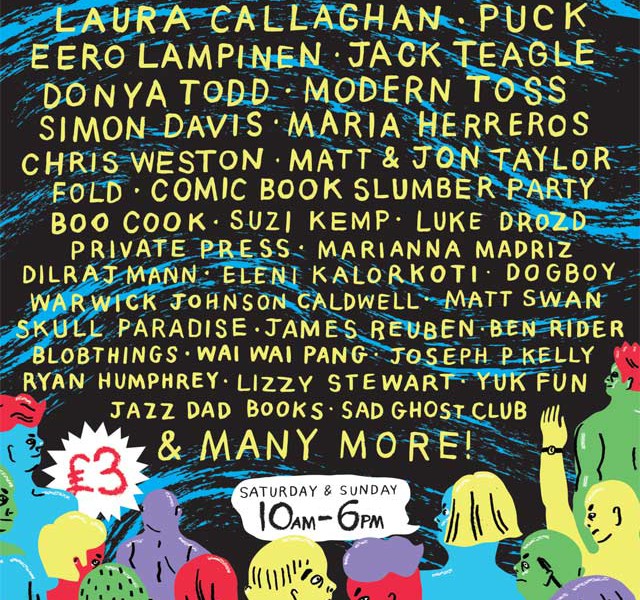 LAURA CALLAGHAN · PUCK
EERO LAMPINEN · JACK TEAGLE
DONYA TODD · MODERN TOSS
SIMON DAVIS · MARIA HERREROS
CHRIS WESTON · MATT & JON TAYLOR
FOLD · COMIC BOOK SLUMBER PARTY
BOO COOK · SUZI KEMP · LUKE DROZD
PRIVATE PRESS · MARIANNA MADRIZ
DILRAJ MANN · ELENI KALORKOTI · DOGBOY
WARWICK JOHNSON CALDWELL · MATT SWAN
SKULL PARADISE · JAMES REUBEN · BEN RIDER
BLOBTHINGS · WAI WAI PANG · JOSEPH P KELLY
RYAN HUMPHREY · LIZZY STEWART · YUK FUN
JAZZ DAD BOOKS · SAD GHOST CLUB
& MANY MORE!
£3
SATURDAY & SUNDAY
10AM-6PM